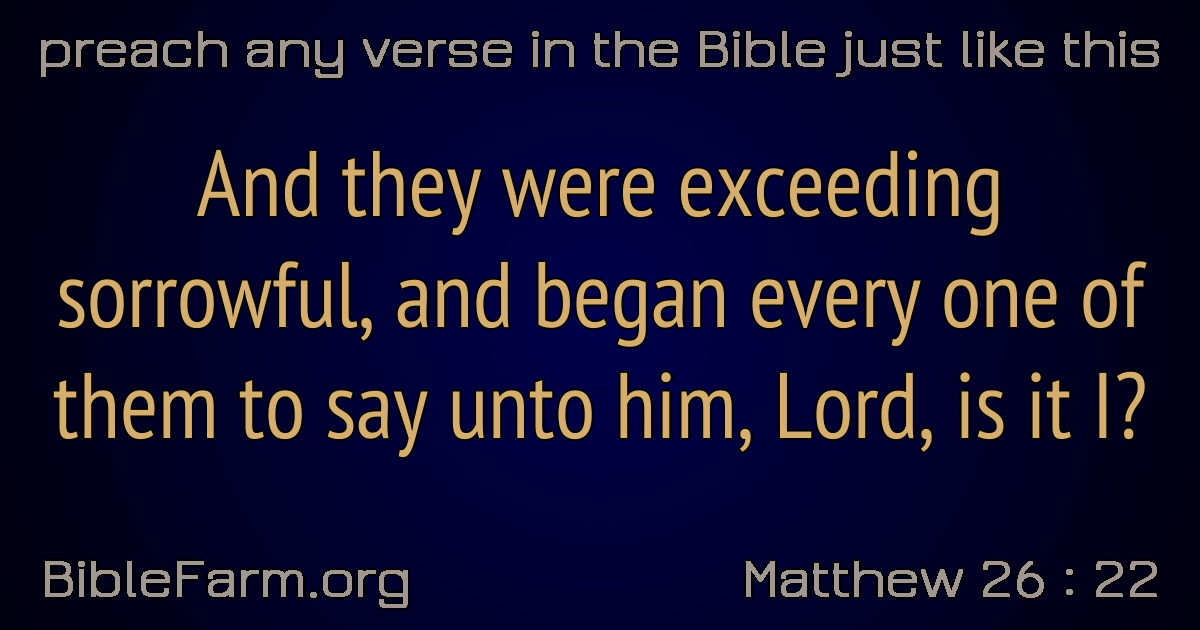 preach any verse in the Bible just like this
And they were exceeding
sorrowful, and began every one of
them to say unto him, Lord, is it I?
BibleFarm.org
Matthew 26 : 22